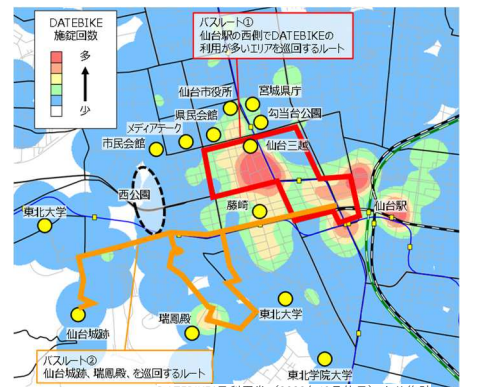 DATEBIKE
施錠回数
多
少
バスルート①
仙台駅の西側でDATEBIKEの
利用が多いエリアを巡回するルート
仙台市役所
宮城県庁
県民会館
勾当台公園
メディアテーク
市民会館
仙台三越
西公園
藤崎
仙台駅
東北大学
仙台城跡
瑞鳳殿
東北大学
東北学院大学
バスルート②
仙台城跡、瑞鳳殿、を巡回するルート